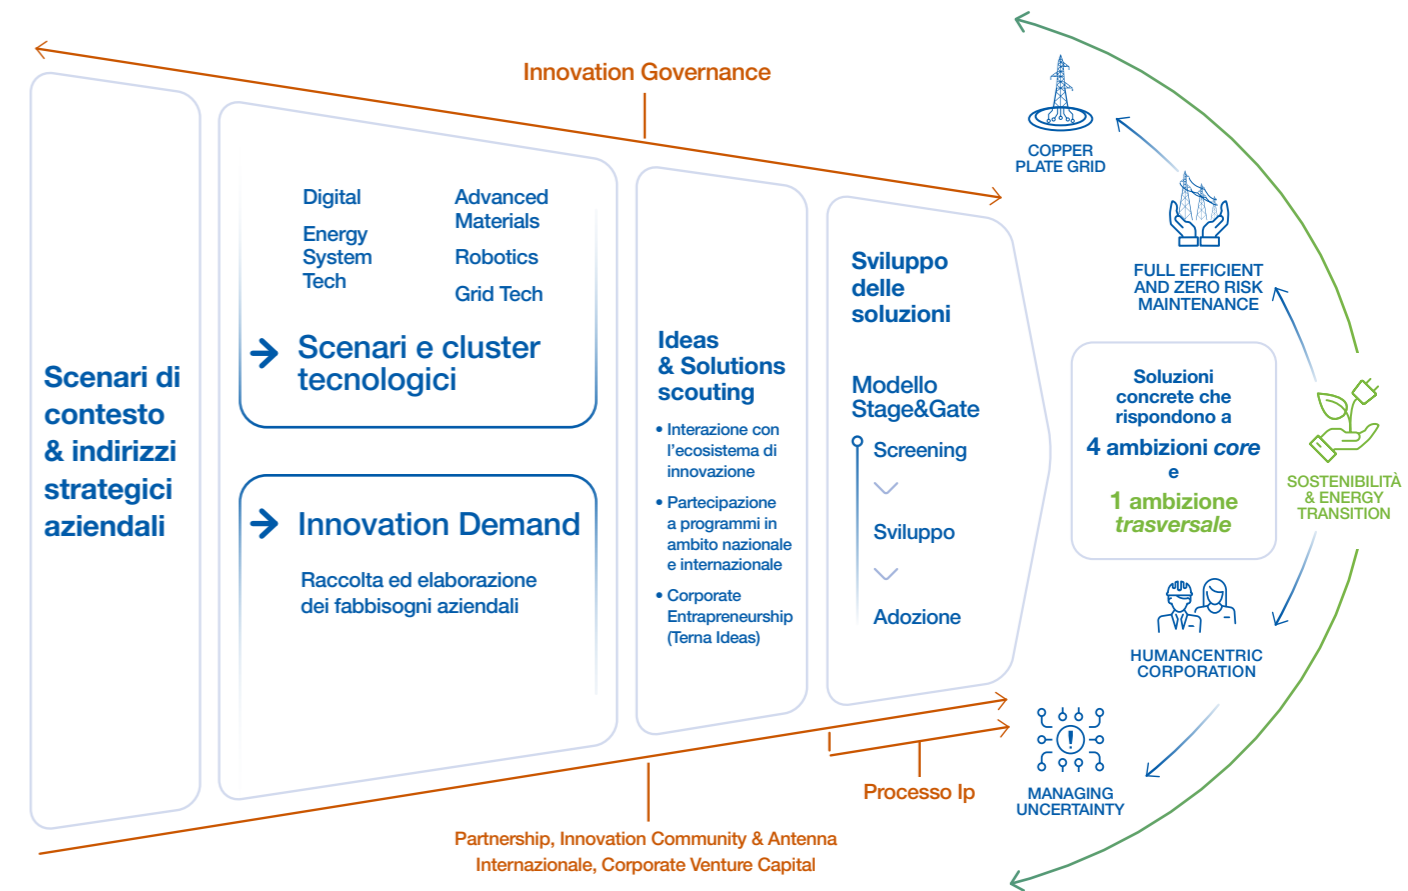 Innovation Governance
Scenari di
contesto
& indirizzi
strategici
aziendali
Digital
Energy
System
Tech
Advanced
Materials
Robotics
Grid Tech
Scenari e cluster
tecnologici
Innovation Demand
Raccolta ed elaborazione
dei fabbisogni aziendali
Ideas
& Solutions
scouting
• Interazione con
l'ecosistema di
innovazione
• Partecipazione
a programmi in
ambito nazionale
e internazionale
• Corporate
Entrapreneurship
(Terna Ideas)
Sviluppo
delle
soluzioni
Modello
Stage&Gate
Screening
Sviluppo
Adozione
Processo Ip
Partnership, Innovation Community & Antenna
Internazionale, Corporate Venture Capital
COPPER
PLATE GRID
FULL EFFICIENT
AND ZERO RISK
MAINTENANCE
Soluzioni
concrete che
rispondono a
4 ambizioni core
e
1 ambizione
trasversale
SOSTENIBILITÀ
& ENERGY
TRANSITION
HUMANCENTRIC
CORPORATION
MANAGING
UNCERTAINTY